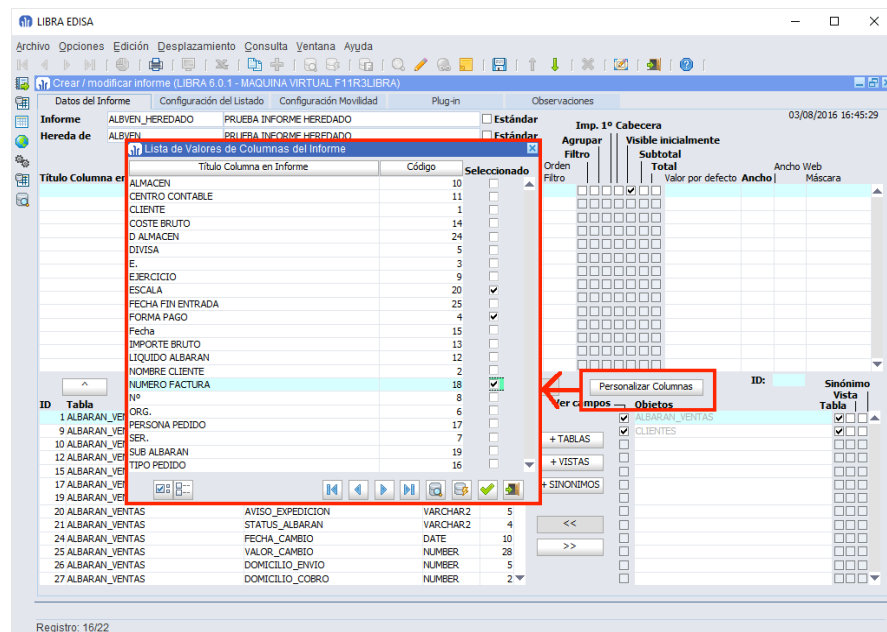 LIBRA EDISA
Archivo Opciones Edición Desplazamiento Consulta Ventana Ayuda
Crear / modificar informe (LIBRA 6.0.1 - MAQUINA VIRTUAL F11R3LIBRA)
Datos del Informe Configuración del Listado Configuración Movilidad Plug-in Observaciones
Informe ALBVEN_HEREDADO PRUEBA INFORME HEREDADO Estándar
03/08/2016 16:45:29
Hereda de ALBVEN PRUEBA INFORME HEREDADO Estándar
Imp. 1º Cabecera
Agrupar Visible inicialmente
Filtro Subtotal
Orden Total Ancho Web
Título Columna en Filtro Valor por defecto Ancho Máscara
Lista de Valores de Columnas del Informe
Título Columna en Informe Código Seleccionado
ALMACEN 10
CENTRO CONTABLE 11
CLIENTE 1
COSTE BRUTO 14
D ALMACEN 24
DIVISA 5
E. 3
EJERCICIO 9
ESCALA 20
FECHA FIN ENTRADA 25
FORMA PAGO 4
Fecha 15
IMPORTE BRUTO 13
LIQUIDO ALBARAN 12
NOMBRE CLIENTE 2
NUMERO FACTURA 18
Nº 8
ORG. 6
PERSONA PEDIDO 17
SER. 7
SUB ALBARAN 19
TIPO PEDIDO 16
Personalizar Columnas
ID:
Sinónimo
Vista
ID Tabla Ver campos Objetos Tabla
1 ALBARAN_VEN ALBARAN_VENTAS
9 ALBARAN_VEN CLIENTES
10 ALBARAN_VEN + TABLAS
12 ALBARAN_VEN
15 ALBARAN_VEN + VISTAS
17 ALBARAN_VEN + SINONIMOS
19 ALBARAN_VEN
20 ALBARAN_VENTAS AVISO_EXPEDICION VARCHAR2 5
21 ALBARAN_VENTAS STATUS_ALBARAN VARCHAR2 4 <<
24 ALBARAN_VENTAS FECHA_CAMBIO DATE 10
25 ALBARAN_VENTAS VALOR_CAMBIO NUMBER 28 >>
26 ALBARAN_VENTAS DOMICILIO_ENVIO NUMBER 5
27 ALBARAN_VENTAS DOMICILIO_COBRO NUMBER 2
Registro: 16/22